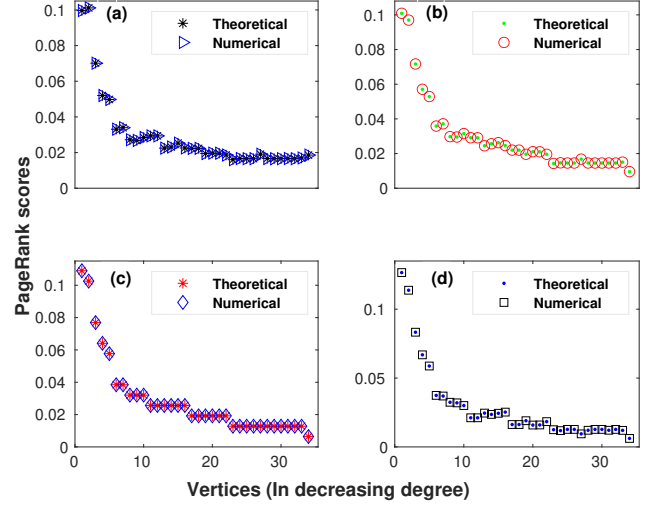 0.1
0.08
0.06
0.04
0.02
0
(a)
Theoretical
Numerical
0.1
0.08
0.06
0.04
0.02
0
(b)
Theoretical
Numerical
PageRank scores
0.1
0.08
0.06
0.04
0.02
0
0 10 20 30
(c)
Theoretical
Numerical
0.1
0.05
0
0 10 20 30
(d)
Theoretical
Numerical
Vertices (In decreasing degree)